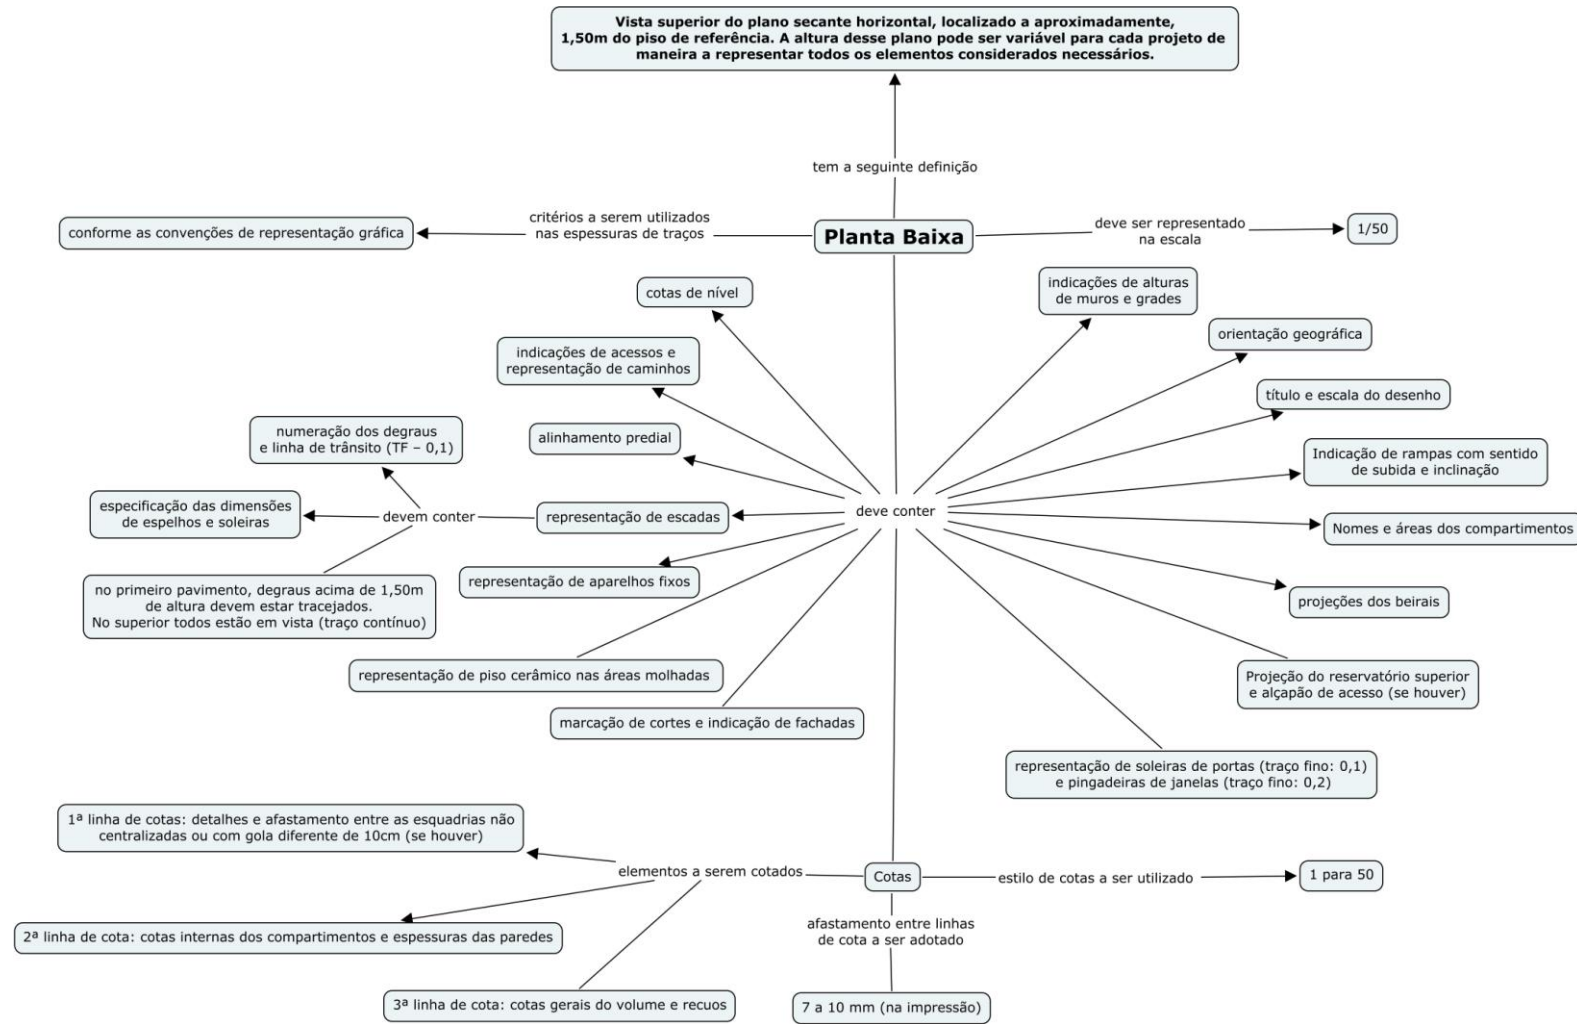 Vista superior do plano secante horizontal, localizado a aproximadamente,
1,50m do piso de referência. A altura desse plano pode ser variável para cada projeto de
maneira a representar todos os elementos considerados necessários.
tem a seguinte definição
conforme as convenções de representação gráfica
critérios a serem utilizados
nas espessuras de traços
Planta Baixa
deve ser representado
na escala
1/50
cotas de nível
indicações de alturas
de muros e grades
orientação geográfica
indicações de acessos e
representação de caminhos
título e escala do desenho
numeração dos degraus
e linha de trânsito (TF – 0,1)
alinhamento predial
Indicação de rampas com sentido
de subida e inclinação
especificação das dimensões
de espelhos e soleiras
devem conter
representação de escadas
deve conter
Nomes e áreas dos compartimentos
no primeiro pavimento, degraus acima de 1,50m
de altura devem estar tracejados.
No superior todos estão em vista (traço contínuo)
representação de aparelhos fixos
projeções dos beirais
representação de piso cerâmico nas áreas molhadas
Projeção do reservatório superior
e alçapão de acesso (se houver)
marcação de cortes e indicação de fachadas
representação de soleiras de portas (traço fino: 0,1)
e pingadeiras de janelas (traço fino: 0,2)
1ª linha de cotas: detalhes e afastamento entre as esquadrias não
centralizadas ou com gola diferente de 10cm (se houver)
elementos a serem cotados
Cotas
estilo de cotas a ser utilizado
1 para 50
2ª linha de cota: cotas internas dos compartimentos e espessuras das paredes
afastamento entre linhas
de cota a ser adotado
3ª linha de cota: cotas gerais do volume e recuos
7 a 10 mm (na impressão)